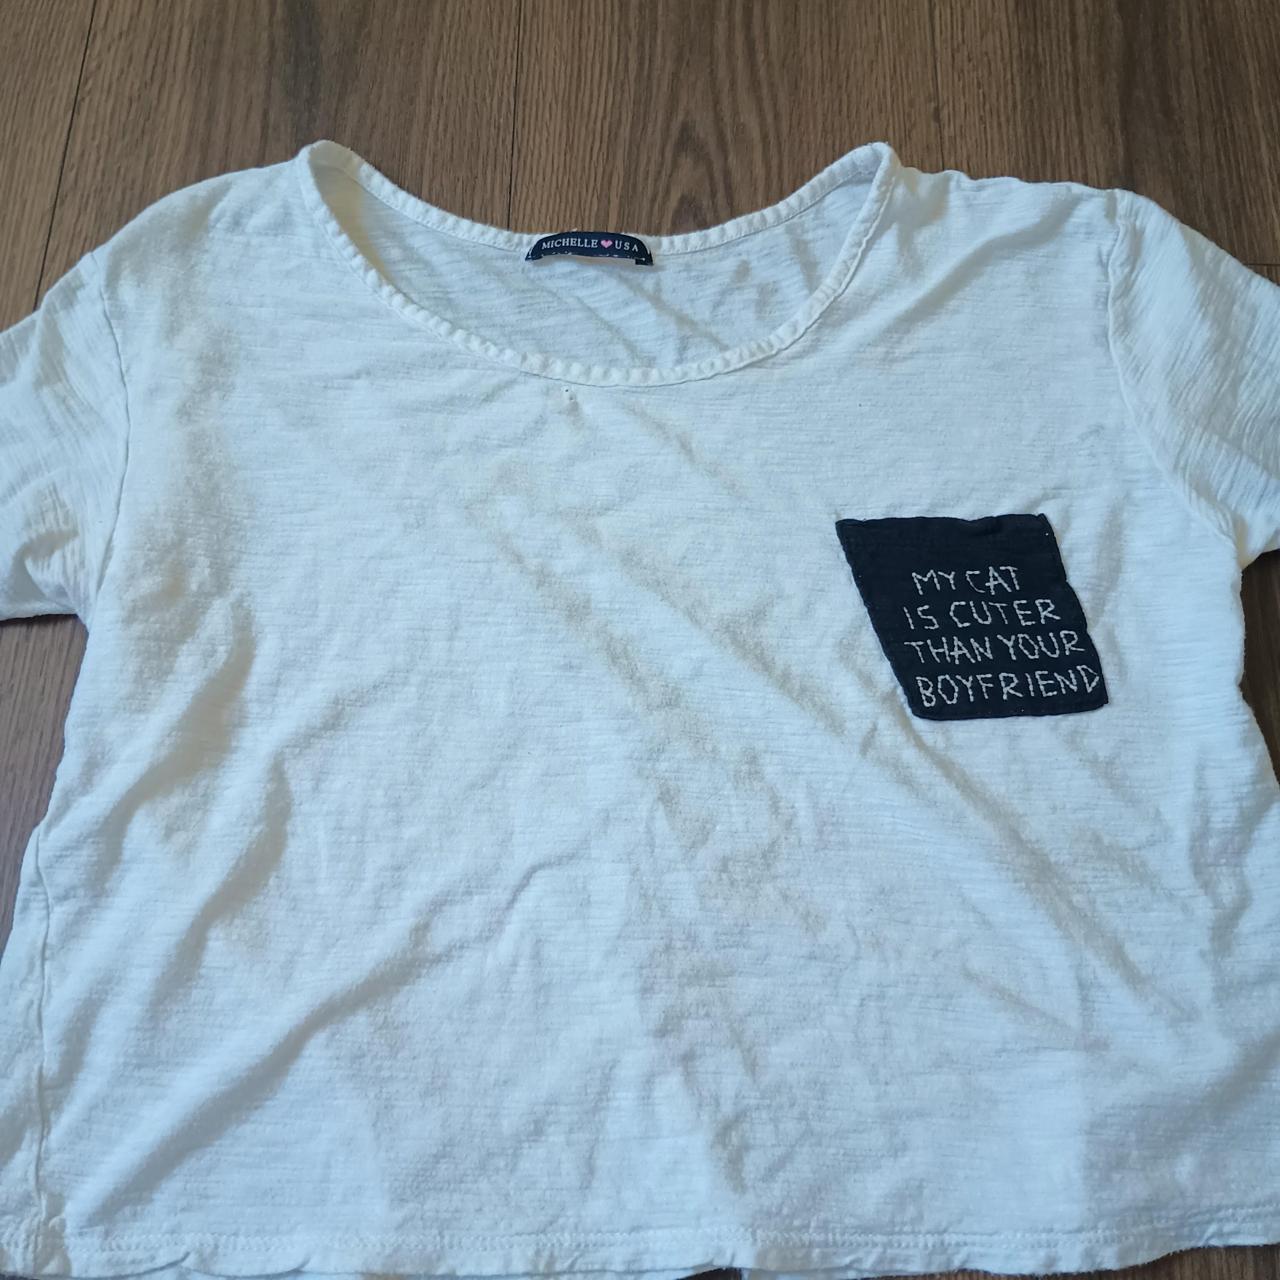 MICHELLE❤USA
MY CAT
IS CUTER
THAN YOUR
BOYFRIEND